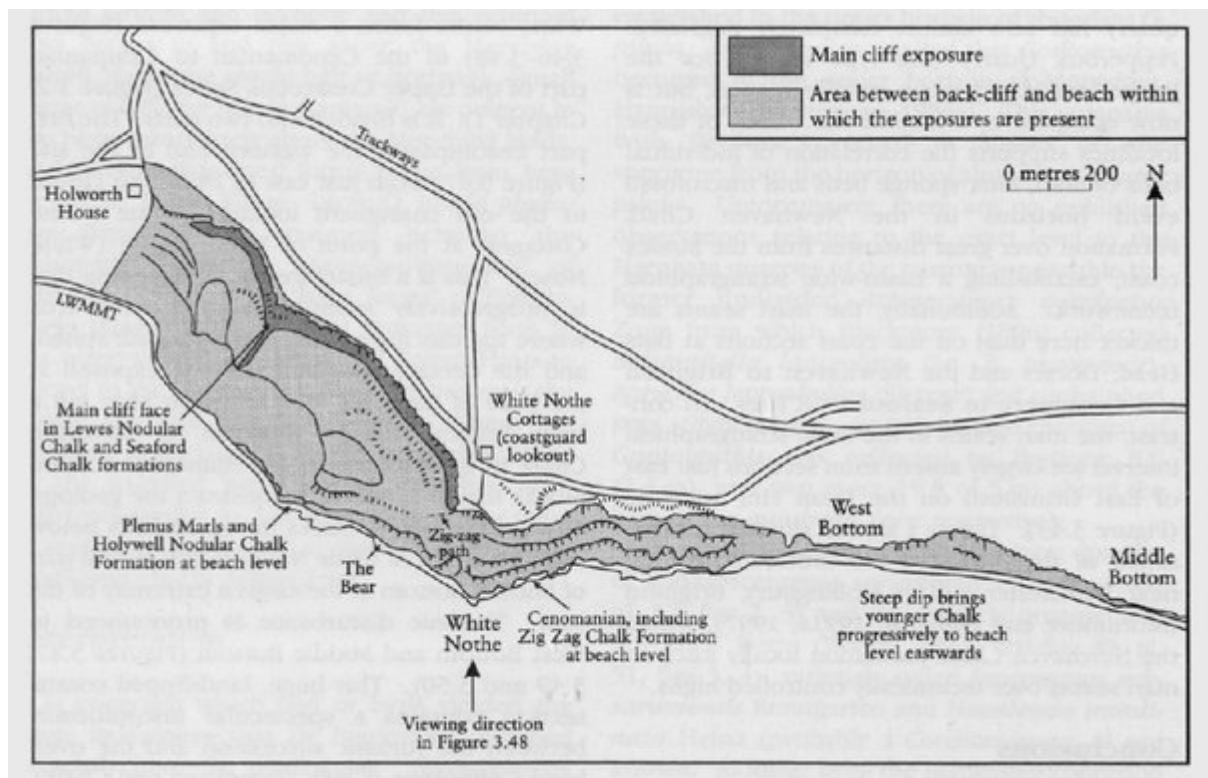 Main cliff exposure
Area between back-cliff and beach within
which the exposures are present
0 metres 200
N
Trackways
Holworth
House
LWMMT
Main cliff face
in Lewes Nodular
Chalk and Seaford
Chalk formations
White Nothe
Cottages
(coastguard
lookout)
Plenus Marls and
Holywell Nodular Chalk
Formation at beach level
The
Bear
Zig-zag
path
West
Bottom
Middle
Bottom
White
Nothe
Cenomanian, including
Zig Zag Chalk Formation
at beach level
Steep dip brings
younger Chalk
progressively to beach
level eastwards
Viewing direction
in Figure 3.48